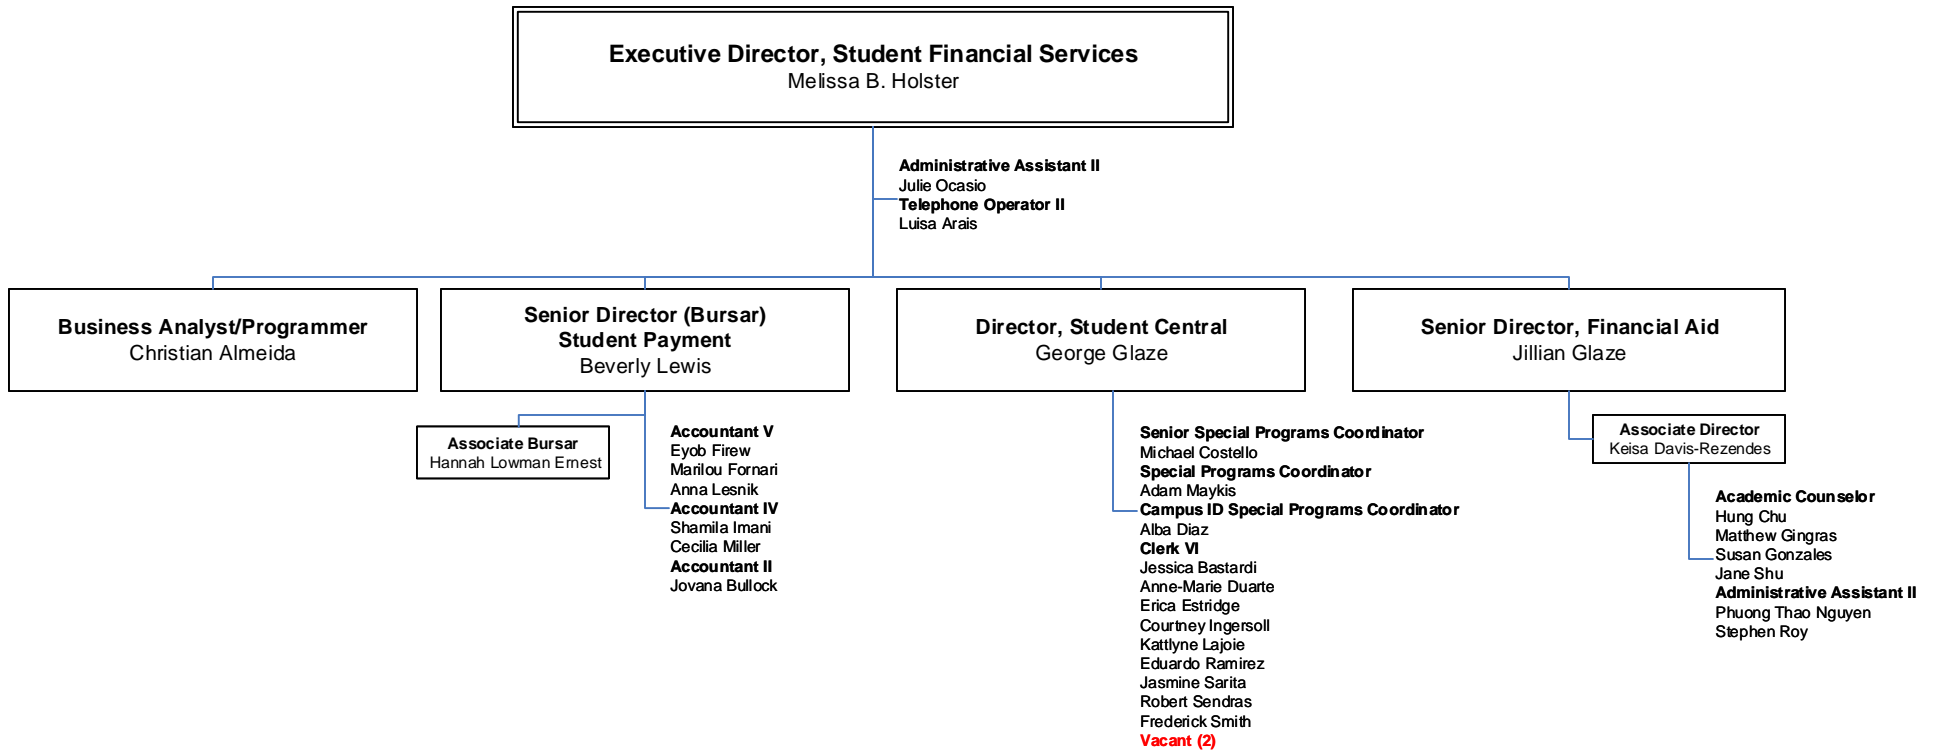 Executive Director, Student Financial Services
Melissa B. Holster
Administrative Assistant II
Julie Ocasio
Telephone Operator II
Luisa Arais
Business Analyst/Programmer
Christian Almeida
Senior Director (Bursar)
Student Payment
Beverly Lewis
Director, Student Central
George Glaze
Senior Director, Financial Aid
Jillian Glaze
Associate Bursar
Hannah Lowman Ernest
Accountant V
Eyob Firew
Marilou Fornari
Anna Lesnik
Accountant IV
Shamila Imani
Cecilia Miller
Accountant II
Jovana Bullock
Senior Special Programs Coordinator
Michael Costello
Special Programs Coordinator
Adam Maykis
Campus ID Special Programs Coordinator
Alba Diaz
Clerk VI
Jessica Bastardi
Anne-Marie Duarte
Erica Estridge
Courtney Ingersoll
Kattlyne Lajoie
Eduardo Ramirez
Jasmine Sarita
Robert Sendras
Frederick Smith
Vacant (2)
Associate Director
Keisa Davis-Rezendes
Academic Counselor
Hung Chu
Matthew Gingras
Susan Gonzales
Jane Shu
Administrative Assistant II
Phuong Thao Nguyen
Stephen Roy